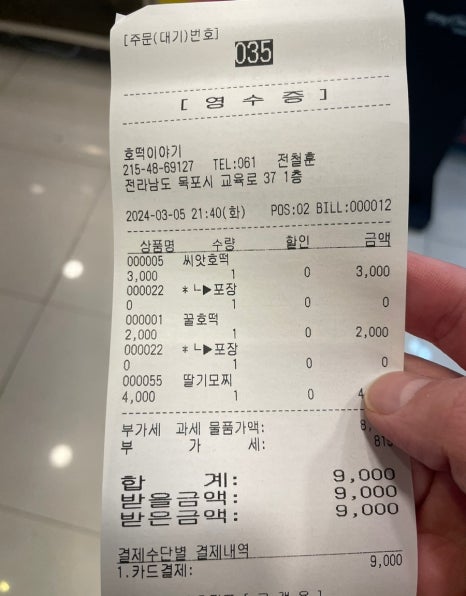 [주문(대기)번호]
035
[ 영 수 증 ]
호떡이야기
215-48-69127 TEL:061 전철훈
전라남도 목포시 교육로 37 1층
2024-03-05 21:40(화) POS:02 BILL:000012
상품명 수량 할인 금액
000005 씨앗호떡
3,000 1 0 3,000
000022 *ㄴ▶포장
0 1 0 0
000001 꿀호떡
2,000 1 0 2,000
000022 *ㄴ▶포장
0 1 0 0
000055 딸기모찌
4,000 1 0
부가세 과세 물품가액:
부 가 세:
합 계: 9,000
받을금액: 9,000
받은금액: 9,000
결제수단별 결제내역
1.카드결제: 9,000